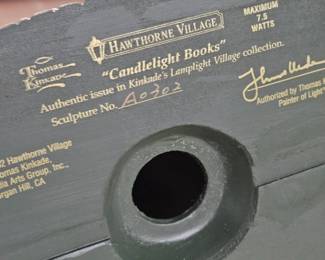 Thomas
Kinkade
HAWTHORNE VILLAGE
MAXIMUM
7.5
WATTS
"Candlelight Books"
Authentic issue in Kinkade's Lamplight Village collection.
Sculpture No. A0302
Authorized by Thomas
Painter of Light
2 Hawthorne Village
Thomas Kinkade,
Arts Group, Inc.,
Hill, CA